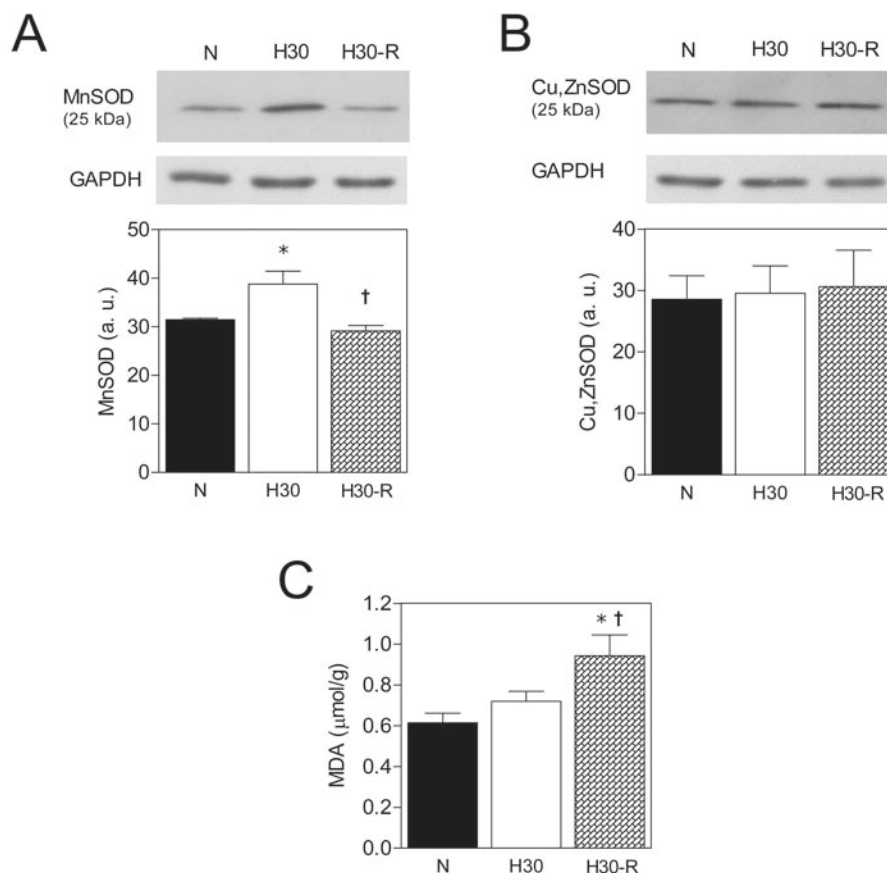 A
N H30 H30-R
MnSOD
(25 kDa)
GAPDH
MnSOD (a. u.)
50
40
30
20
10
0
*
†
N H30 H30-R
B
N H30 H30-R
Cu,ZnSOD
(25 kDa)
GAPDH
Cu,ZnSOD (a. u.)
40
30
20
10
0
N H30 H30-R
C
MDA (μmol/g)
1.2
1.0
0.8
0.6
0.4
0.2
0.0
* †
N H30 H30-R